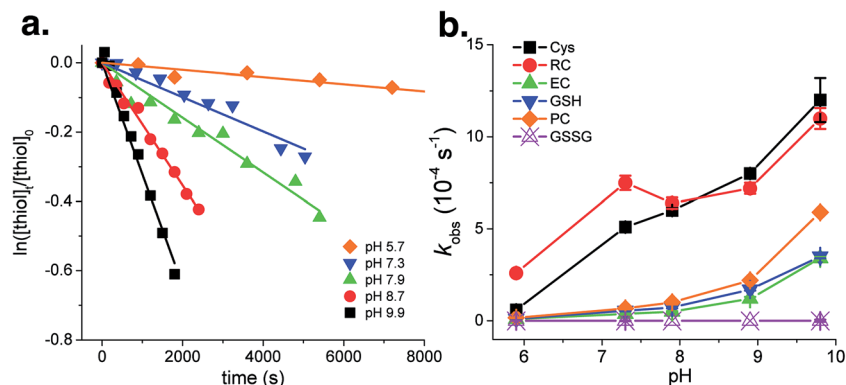 a.
ln([thiol]t/[thiol]0
0.0
-0.2
-0.4
-0.6
-0.8
0
2000
4000
6000
8000
time (s)
pH 5.7
pH 7.3
pH 7.9
pH 8.7
pH 9.9
b.
kobs (10-4 s-1)
15
10
5
0
6
7
8
9
10
pH
Cys
RC
EC
GSH
PC
GSSG